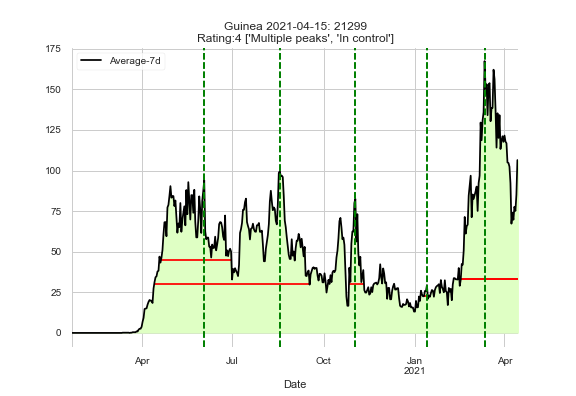 Guinea 2021-04-15: 21299
Rating:4 ['Multiple peaks', 'In control']
175
Average-7d
150
125
100
75
50
25
0
Apr Jul Oct Jan Apr
2021
Date